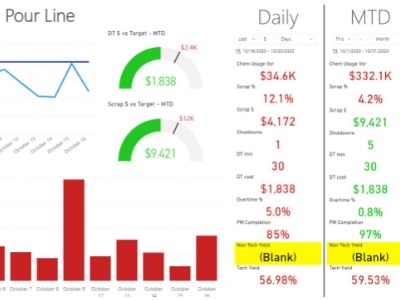 Pour Line
Daily
MTD
DT $ vs Target - MTD
$2.4K
$1,838
Scrap $ vs Target - MTD
$12K
$9,421
Last
5
Days
10/18/2020 - 10/22/2020
Chem Usage Var
$34.6K
Scrap %
12.1%
Scrap $
$4,172
Shutdowns
1
DT min
30
DT cost
$1,838
Overtime %
5.0%
PM Completion
85%
Non Tech Yield
(Blank)
Tech Yield
56.98%
This
Month
10/1/2020 - 10/31/2020
Chem Usage Var
$332.1K
Scrap %
4.2%
Scrap $
$9,421
Shutdowns
5
DT min
30
DT cost
$1,838
Overtime %
0.8%
PM Completion
97%
Non Tech Yield
(Blank)
Tech Yield
59.53%
October 12
October 13
October 14
October 15
October 16
October 6
October 7
October 8
October 9
October 12
October 13
October 14
October 15
October 16